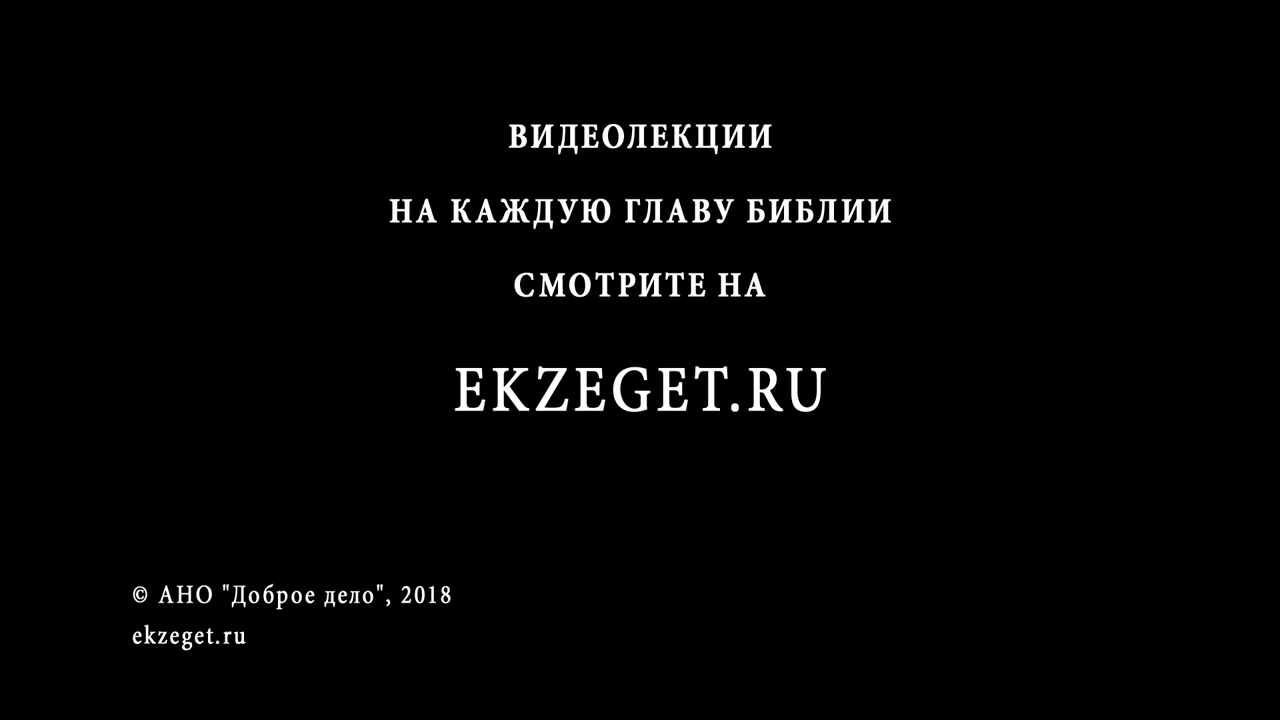 ВИДЕОЛЕКЦИИ
НА КАЖДУЮ ГЛАВУ БИБЛИИ
СМОТРИТЕ НА
EKZEGET.RU
© АНО "Доброе дело", 2018
ekzeget.ru